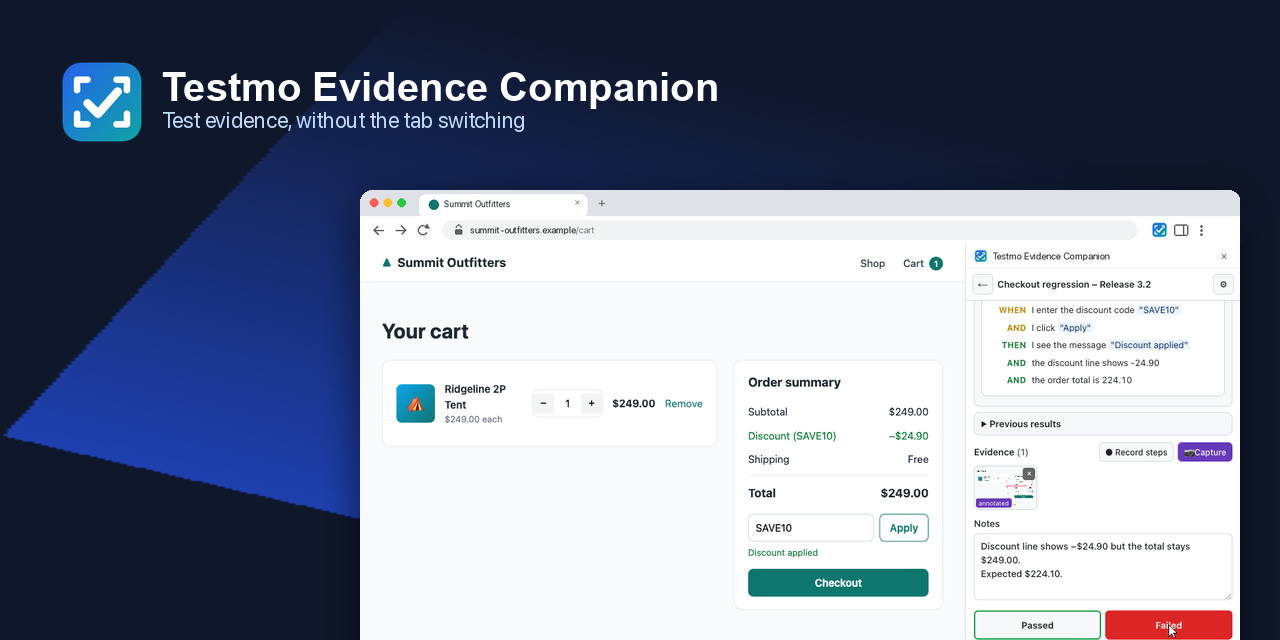 Testmo Evidence Companion
Test evidence, without the tab switching
Summit Outfitters
summit-outfitters.example/cart
Summit Outfitters
Shop
Cart 1
Your cart
Ridgeline 2P
Tent
$249.00 each
− 1 + $249.00 Remove
Order summary
Subtotal $249.00
Discount (SAVE10) −$24.90
Shipping Free
Total $249.00
SAVE10 Apply
Discount applied
Checkout
Testmo Evidence Companion
Checkout regression – Release 3.2
WHEN I enter the discount code "SAVE10"
AND I click "Apply"
THEN I see the message "Discount applied"
AND the discount line shows -24.90
AND the order total is 224.10
Previous results
Evidence (1) Record steps Capture
annotated
Notes
Discount line shows −$24.90 but the total stays
$249.00.
Expected $224.10.
Passed Failed